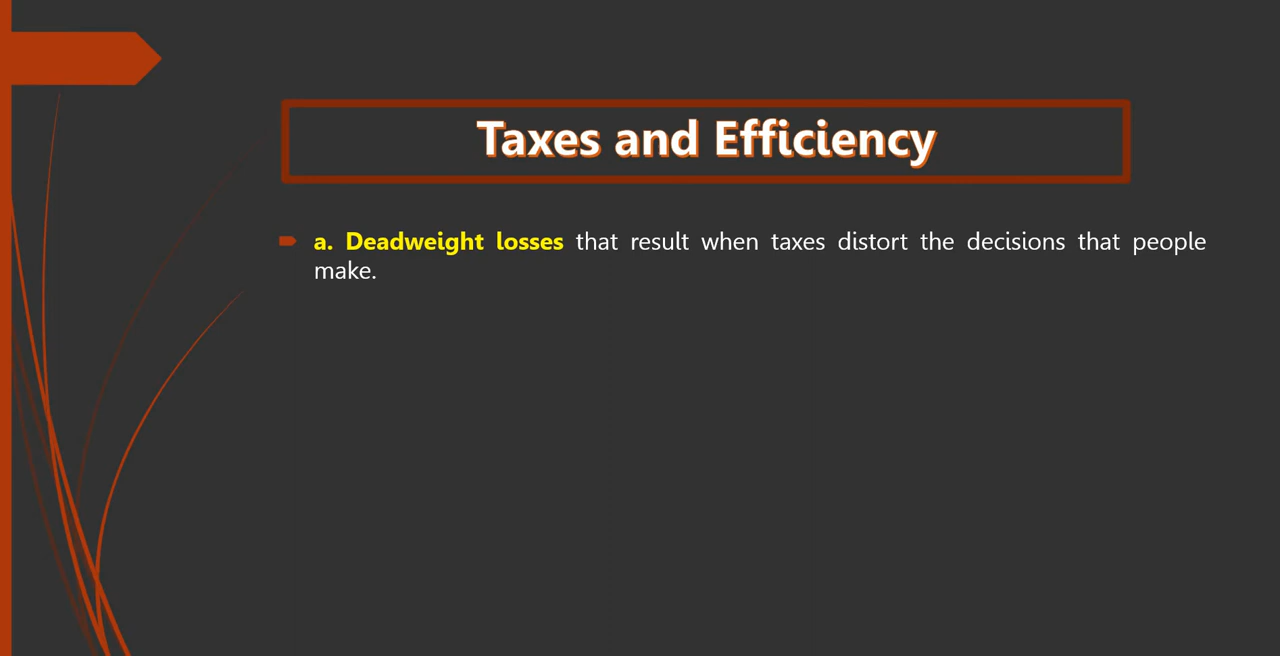 Taxes and Efficiency
a. Deadweight losses that result when taxes distort the decisions that people
make.